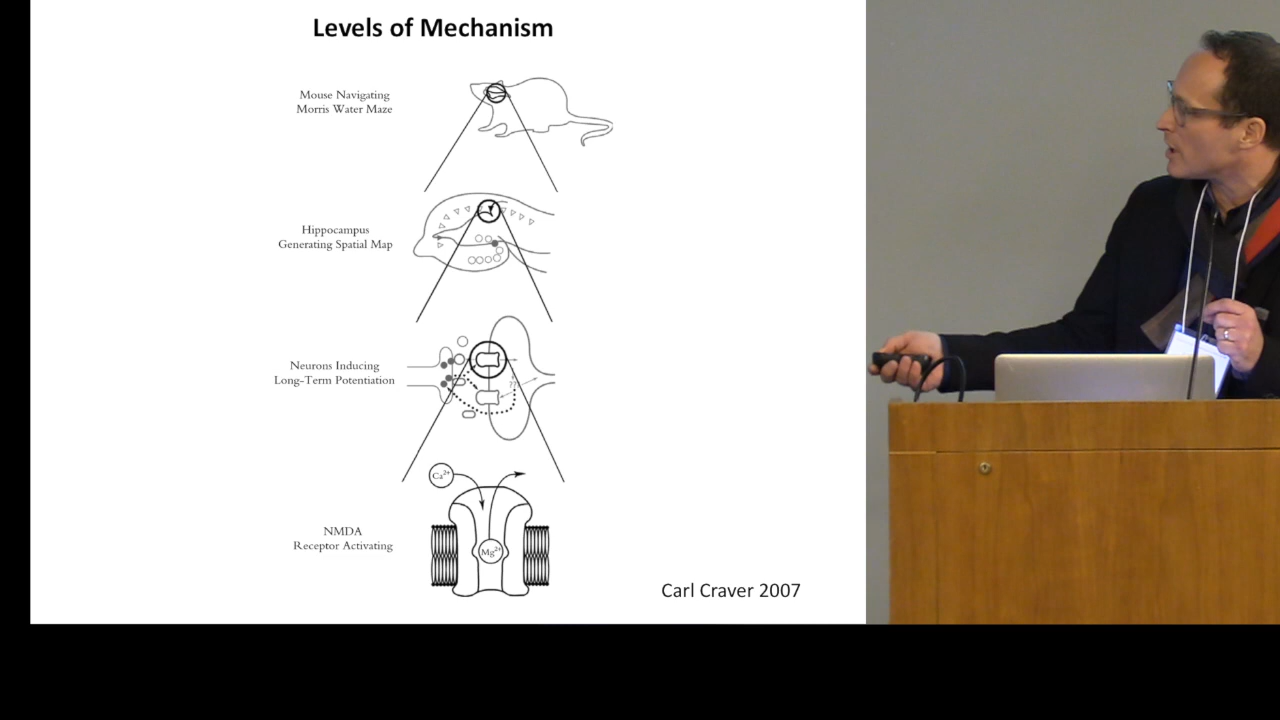 Levels of Mechanism
Mouse Navigating
Morris Water Maze
Hippocampus
Generating Spatial Map
Neurons Inducing
Long-Term Potentiation
??
Ca²⁺
NMDA
Receptor Activating
Mg²⁺
Carl Craver 2007